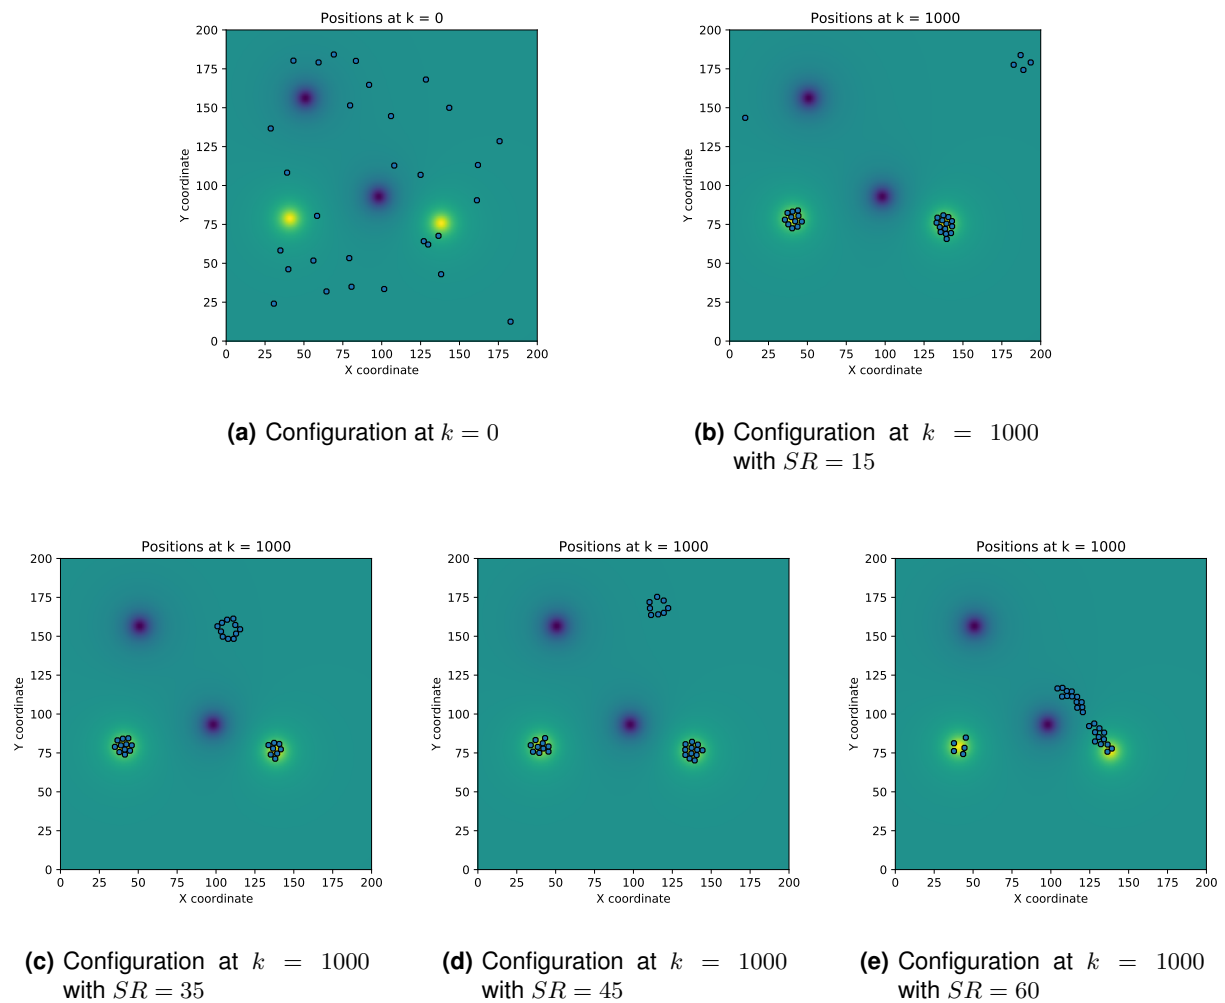 Positions at k = 0
200
175
150
125
100
75
50
25
0
Y coordinate
0 25 50 75 100 125 150 175 200
X coordinate
(a) Configuration at k = 0
Positions at k = 1000
200
175
150
125
100
75
50
25
0
Y coordinate
0 25 50 75 100 125 150 175 200
X coordinate
(b) Configuration at k = 1000
with SR = 15
Positions at k = 1000
200
175
150
125
100
75
50
25
0
Y coordinate
0 25 50 75 100 125 150 175 200
X coordinate
(c) Configuration at k = 1000
with SR = 35
Positions at k = 1000
200
175
150
125
100
75
50
25
0
Y coordinate
0 25 50 75 100 125 150 175 200
X coordinate
(d) Configuration at k = 1000
with SR = 45
Positions at k = 1000
200
175
150
125
100
75
50
25
0
Y coordinate
0 25 50 75 100 125 150 175 200
X coordinate
(e) Configuration at k = 1000
with SR = 60